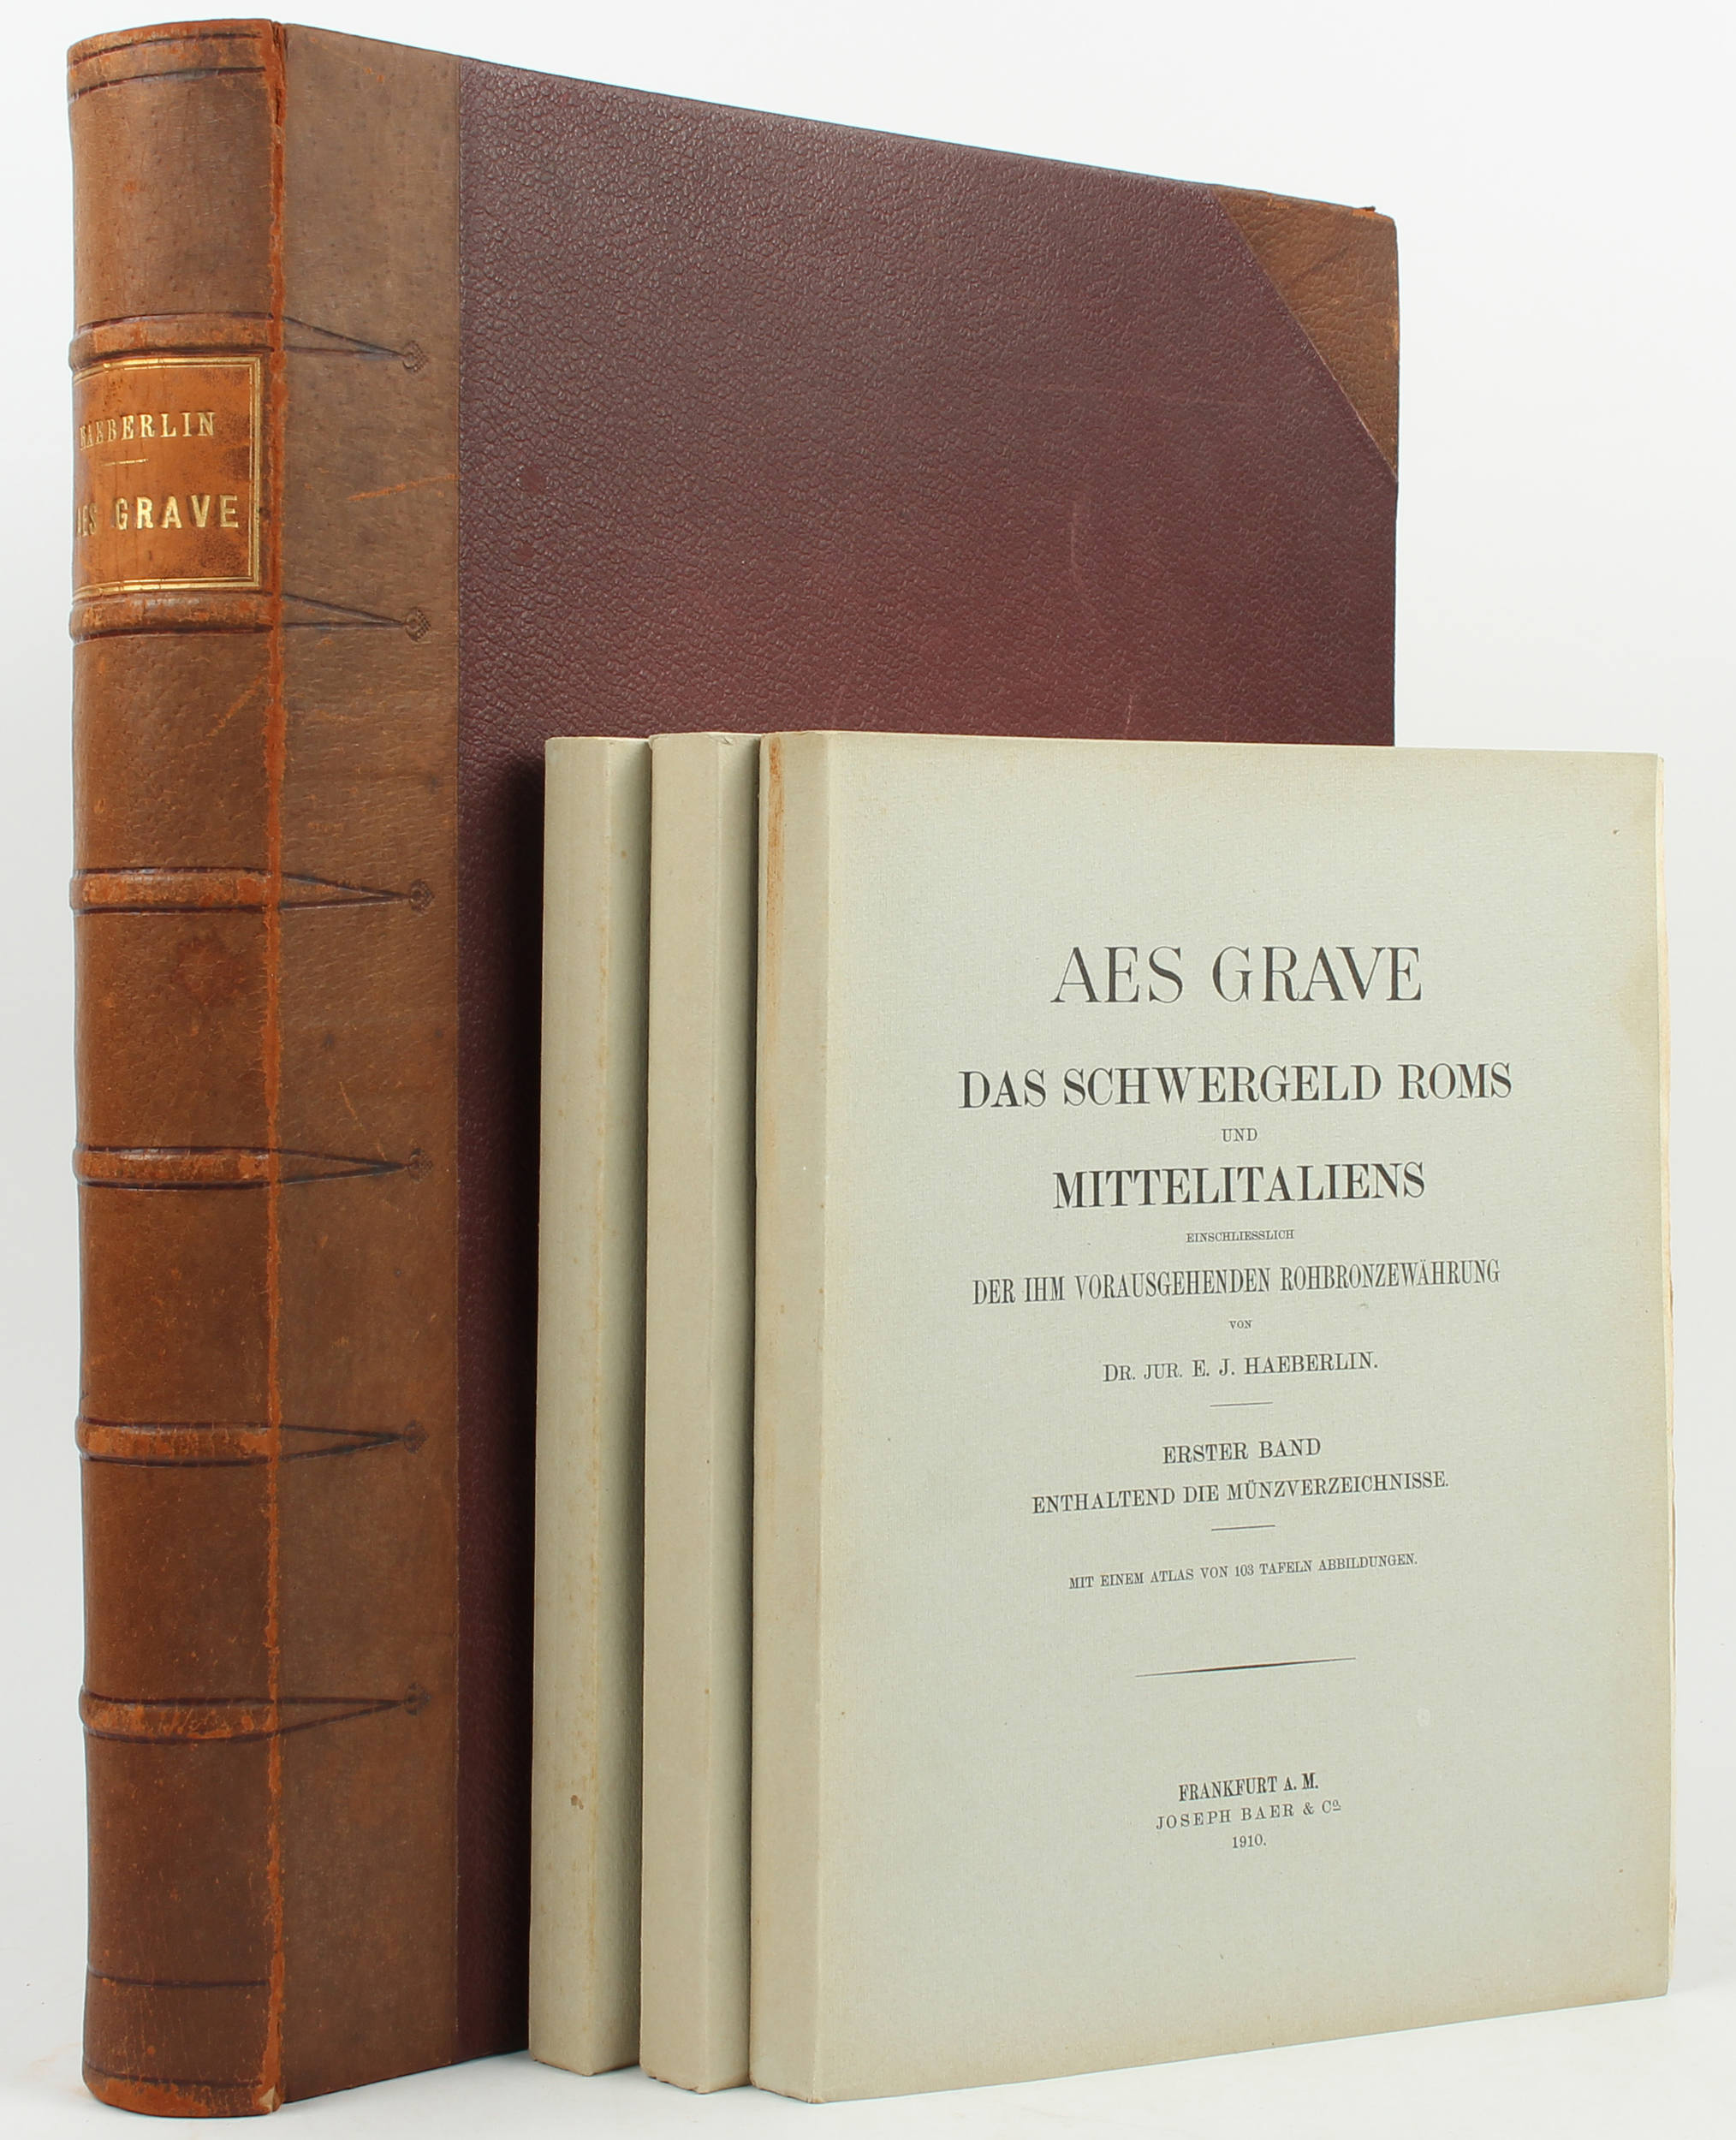 HAEBERLIN
AES GRAVE
AES GRAVE
DAS SCHWERGELD ROMS
UND
MITTELITALIENS
EINSCHLIESSLICH
DER IHM VORAUSGEHENDEN ROHBRONZEWÄHRUNG
VON
DR. JUR. E. J. HAEBERLIN.
ERSTER BAND
ENTHALTEND DIE MÜNZVERZEICHNISSE.
MIT EINEM ATLAS VON 103 TAFELN ABBILDUNGEN.
FRANKFURT A. M.
JOSEPH BAER & Co.
1910.